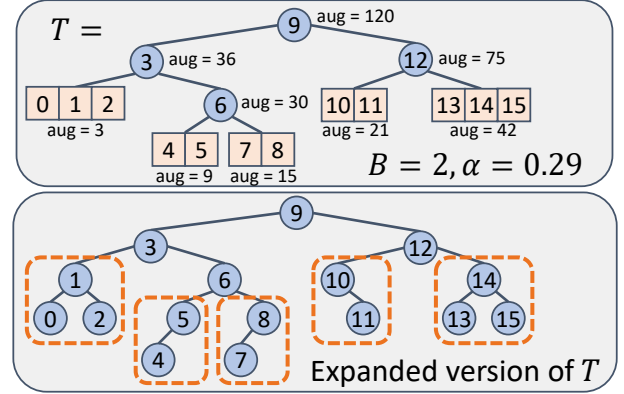 T =
9 aug = 120
3 aug = 36
12 aug = 75
0 1 2
aug = 3
6 aug = 30
10 11
aug = 21
13 14 15
aug = 42
4 5
aug = 9
7 8
aug = 15
B = 2, α = 0.29
9
3
12
1
6
10
14
0 2
5
8
11
13 15
4
7
Expanded version of T